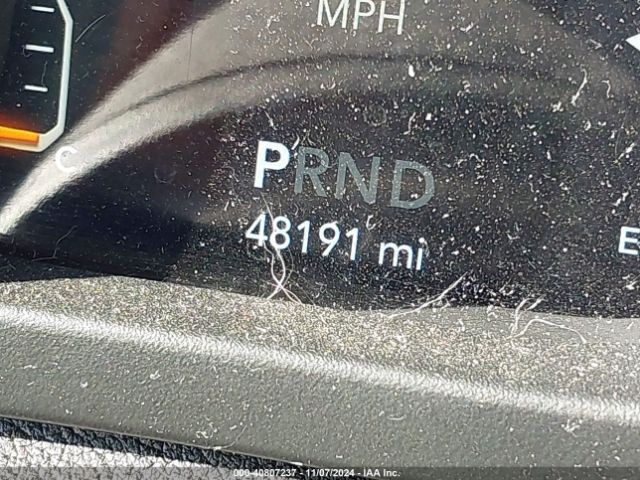 MPH
C
PRND
48191 mi
E
000-40807237 - 11/07/2024 - IAA Inc.